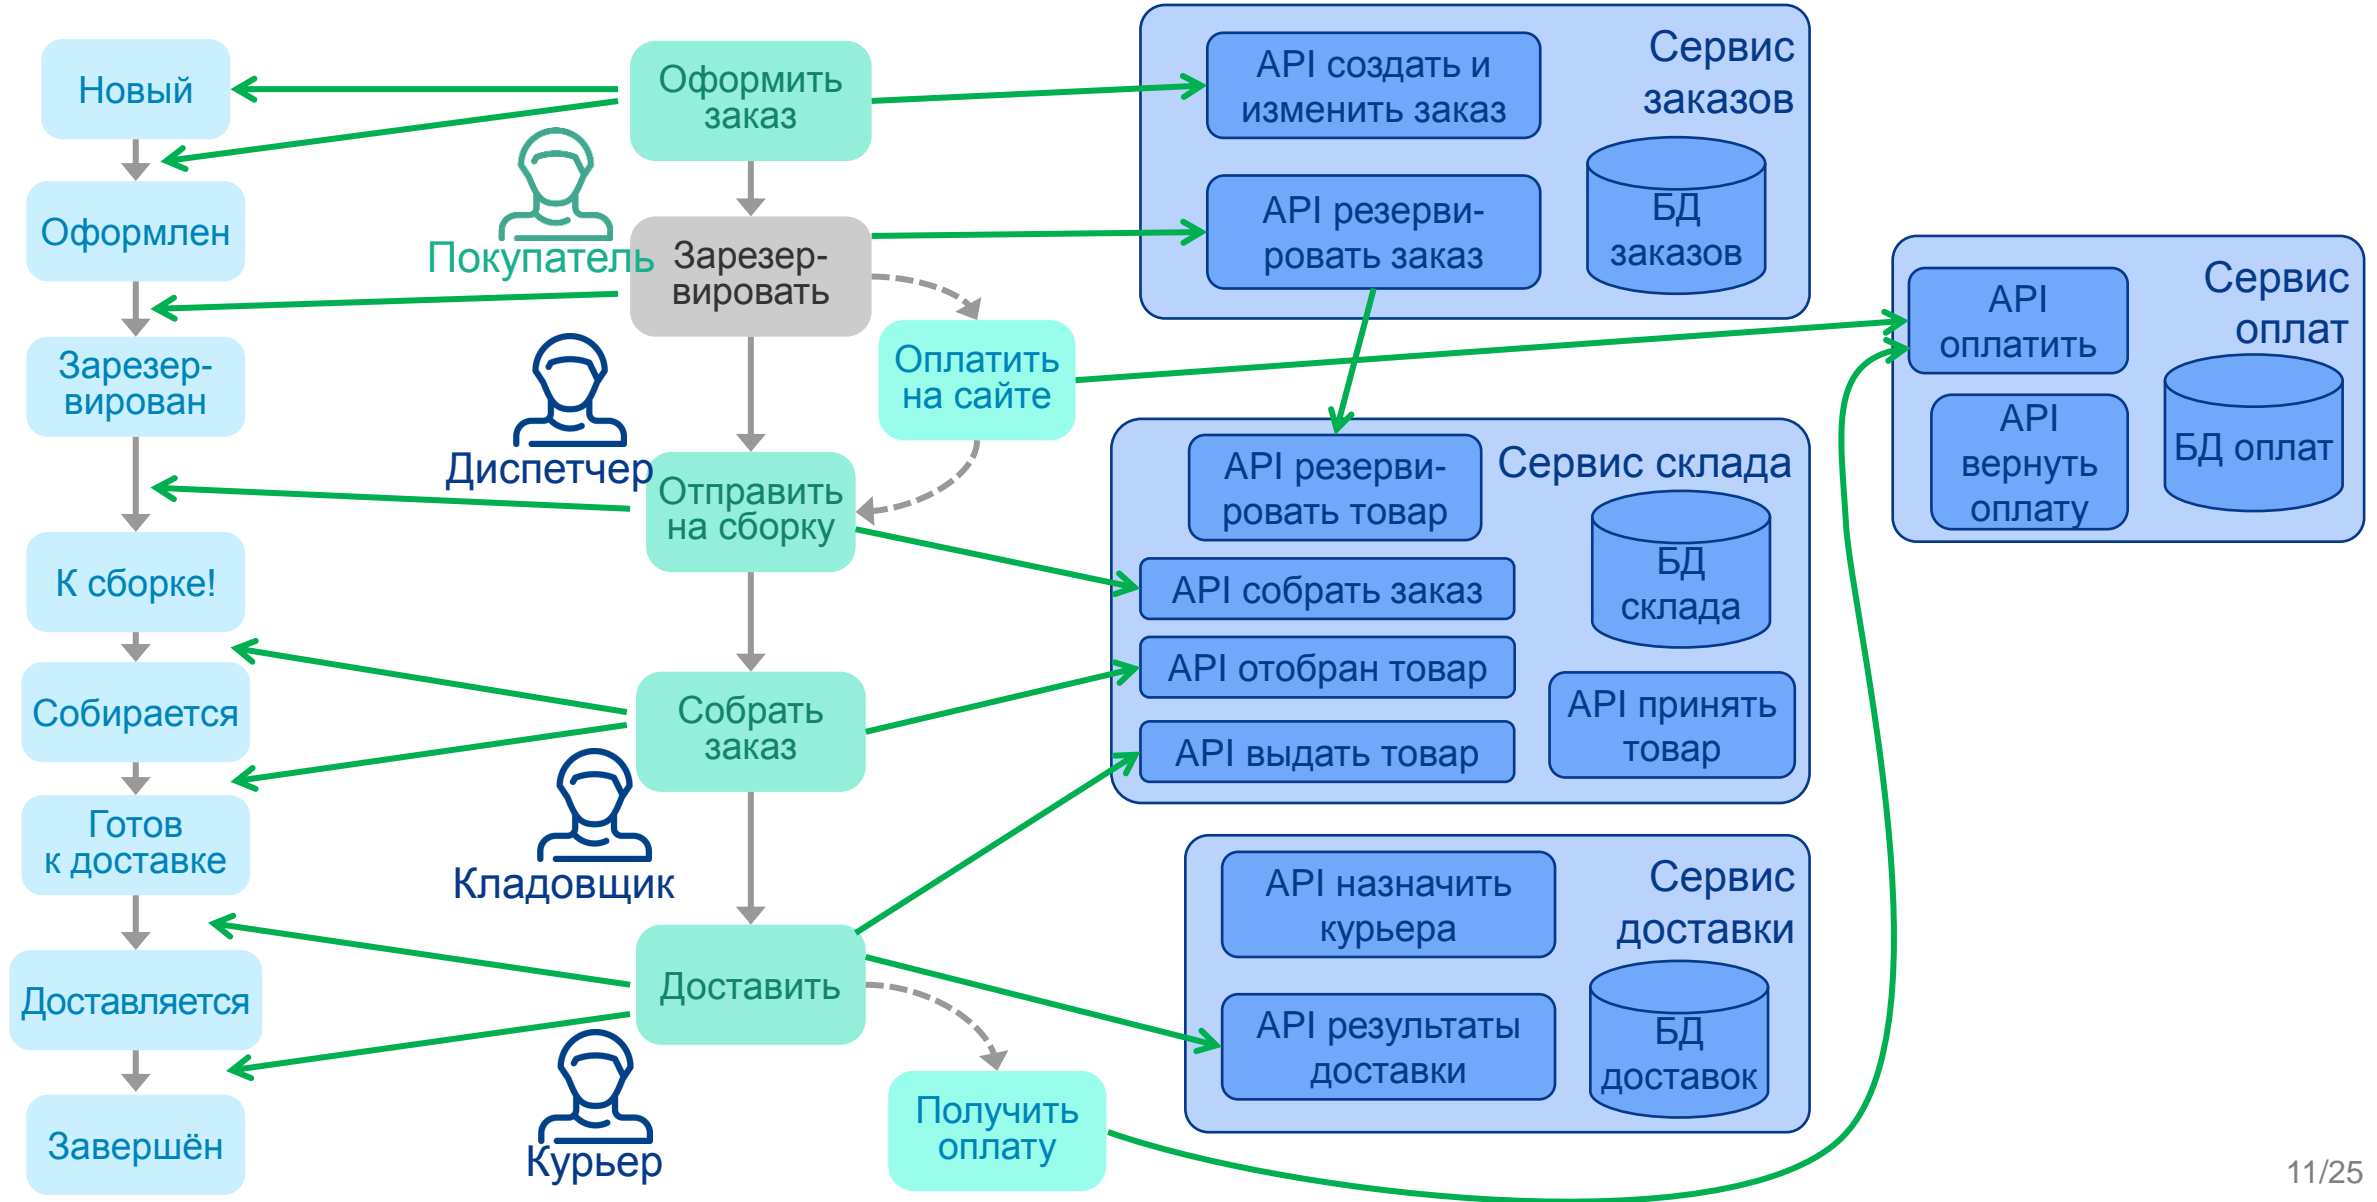 Новый
Оформлен
Зарезер-
вирован
К сборке!
Собирается
Готов
к доставке
Доставляется
Завершён
Покупатель
Диспетчер
Кладовщик
Курьер
Оформить
заказ
Зарезер-
вировать
Оплатить
на сайте
Отправить
на сборку
Собрать
заказ
Доставить
Получить
оплату
Сервис
заказов
API создать и
изменить заказ
API резерви-
ровать заказ
БД
заказов
Сервис
оплат
API
оплатить
API
вернуть
оплату
БД оплат
Сервис склада
API резерви-
ровать товар
API собрать заказ
API отобран товар
API выдать товар
БД
склада
API принять
товар
Сервис
доставки
API назначить
курьера
API результаты
доставки
БД
доставок
11/25